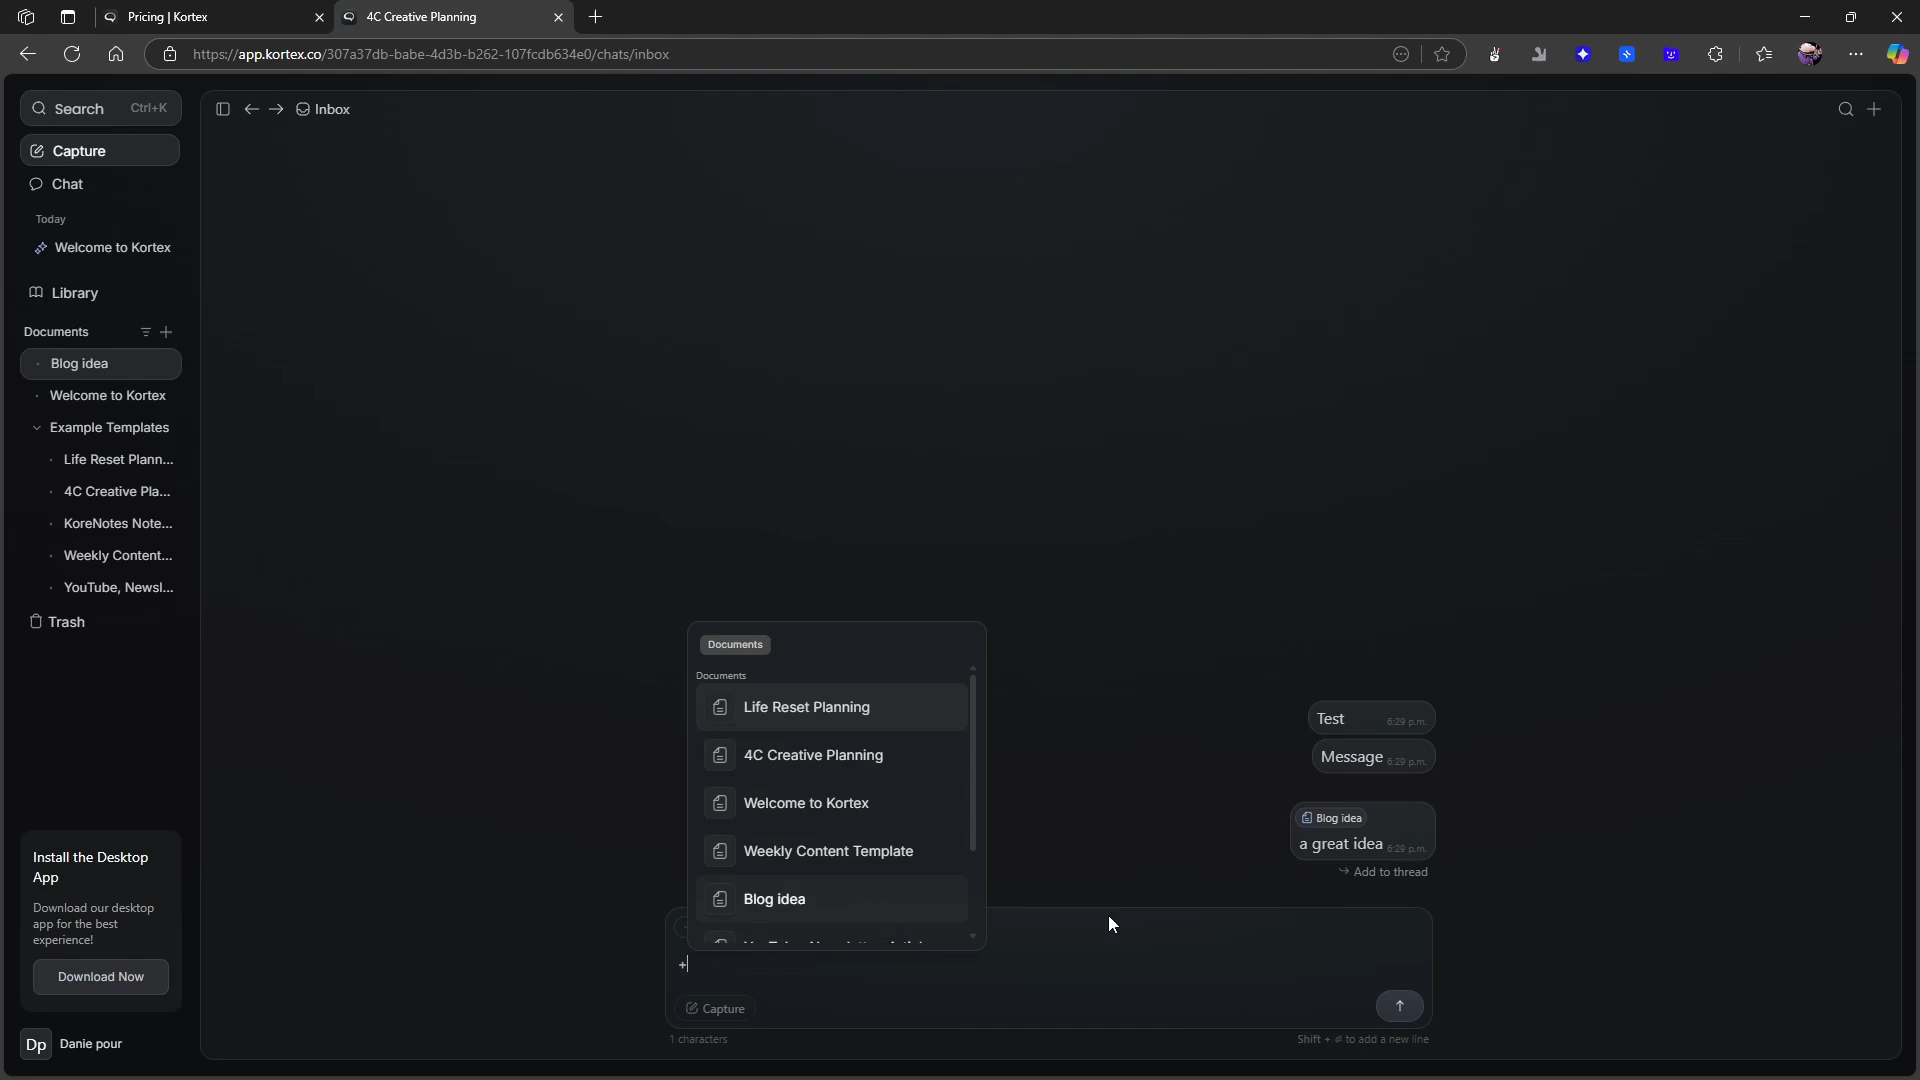 Pricing | Kortex
4C Creative Planning
https://app.kortex.co/307a37db-babe-4d3b-b262-107fcdb634e0/chats/inbox
Search Ctrl+K
Inbox
Capture
Chat
Today
Welcome to Kortex
Library
Documents
Blog idea
Welcome to Kortex
Example Templates
Life Reset Plann...
4C Creative Pla...
KoreNotes Note...
Weekly Content...
YouTube, Newsl...
Trash
Install the Desktop
App
Download our desktop
app for the best
experience!
Download Now
Dp Danie pour
Documents
Documents
Life Reset Planning
4C Creative Planning
Welcome to Kortex
Weekly Content Template
Blog idea
Test 6:29 p.m.
Message 6:29 p.m.
Blog idea
a great idea 6:29 p.m.
Add to thread
+
Capture
1 characters
Shift + ⏎ to add a new line